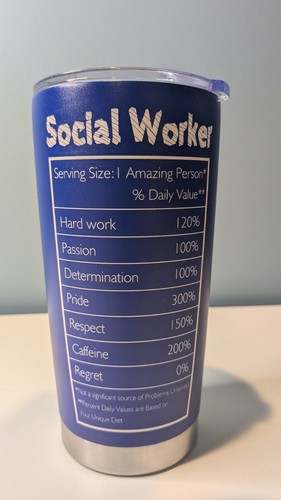 Social Worker
Serving Size: 1 Amazing Person*
% Daily Value**
Hard work 120%
Passion 100%
Determination 100%
Pride 300%
Respect 150%
Caffeine 200%
Regret 0%
*Not a significant source of Problems Unsolved
**Percent Daily Values are Based on
Your Unique Diet